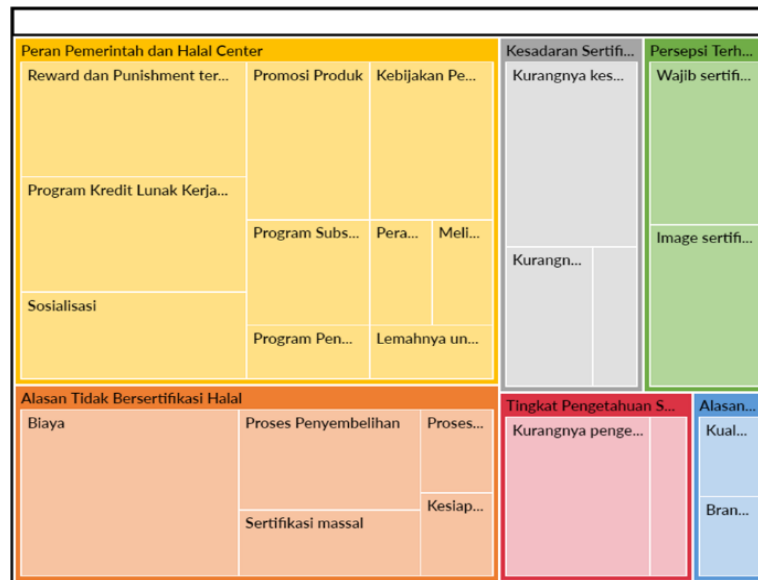 Peran Pemerintah dan Halal Center
Reward dan Punishment ter...
Promosi Produk
Kebijakan Pe...
Program Kredit Lunak Kerja...
Program Subs...
Pera...
Meli...
Sosialisasi
Program Pen...
Lemahnya un...
Kesadaran Sertifi...
Kurangnya kes...
Kurangn...
Persepsi Terh...
Wajib sertifi...
Image sertifi...
Alasan Tidak Bersertifikasi Halal
Biaya
Proses Penyembelihan
Proses...
Sertifikasi massal
Kesiap...
Tingkat Pengetahuan S...
Kurangnya penge...
Alasan...
Kual...
Bran...